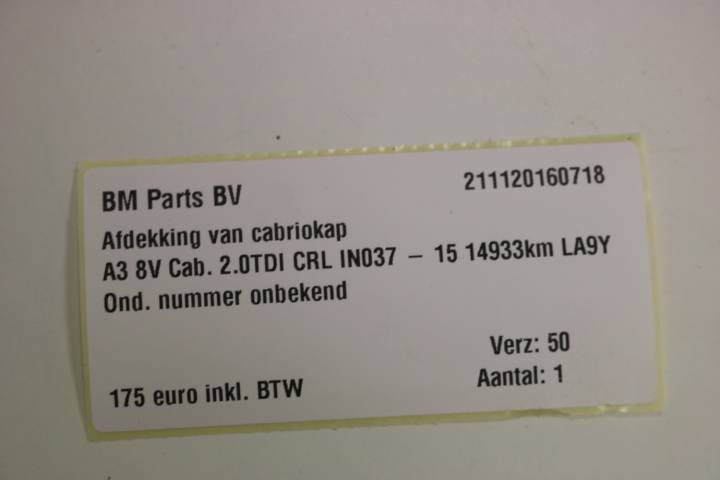 BM Parts BV 211120160718
Afdekking van cabriokap
A3 8V Cab. 2.0TDI CRL IN037 – 15 14933km LA9Y
Ond. nummer onbekend
Verz: 50
175 euro inkl. BTW Aantal: 1